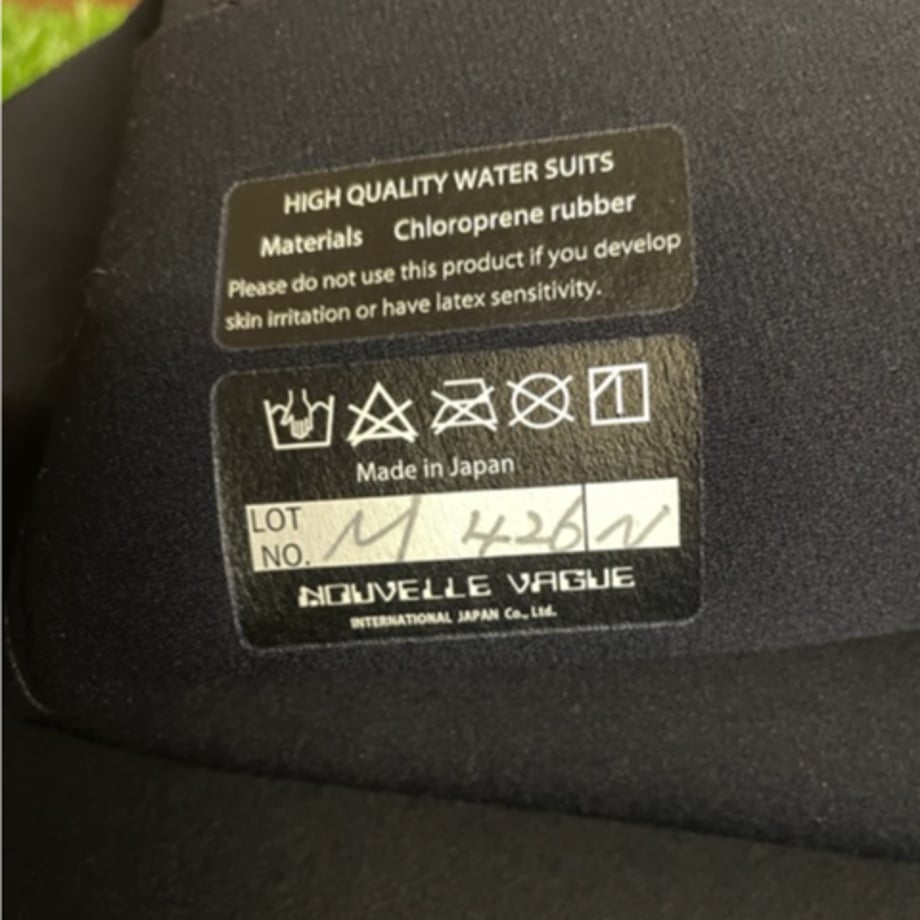 HIGH QUALITY WATER SUITS
Materials Chloroprene rubber
Please do not use this product if you develop
skin irritation or have latex sensitivity.
Made in Japan
LOT NO. M 426 N
NOUVELLE VAGUE
INTERNATIONAL JAPAN Co., Ltd.